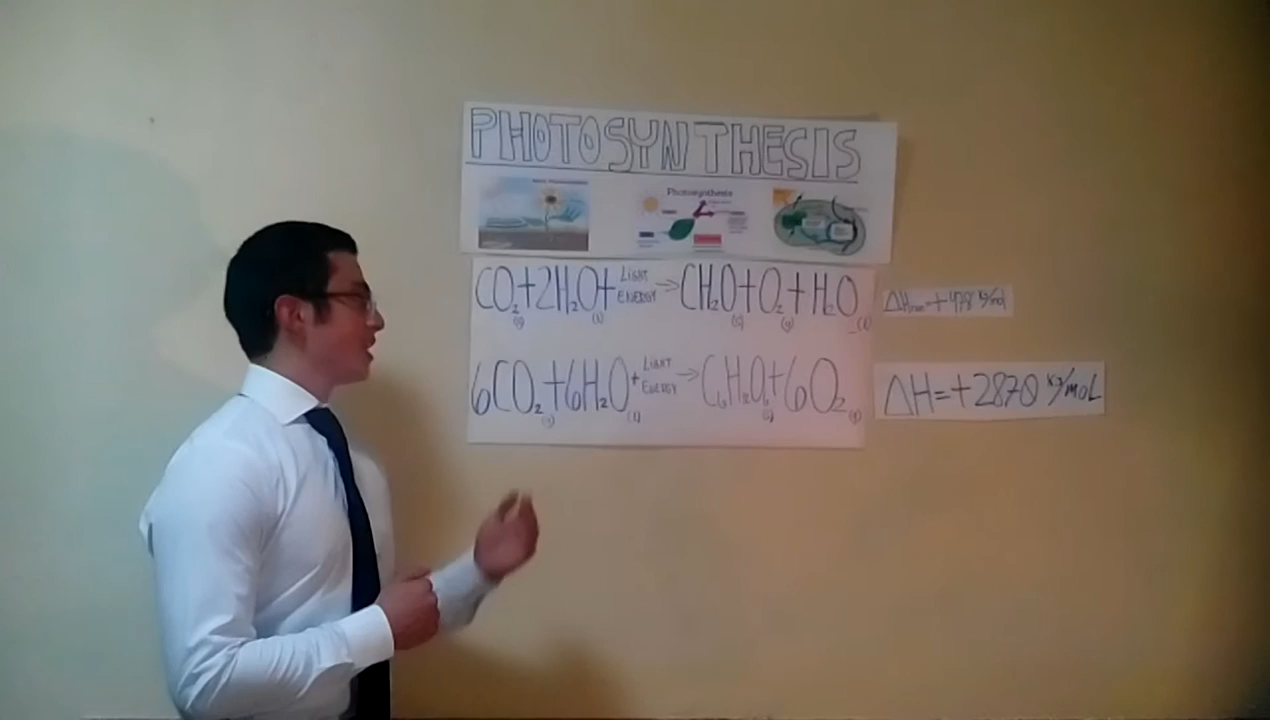 PHOTOSYNTHESIS
Photosynthesis
CO₂ + 2H₂O + LIGHT ENERGY → CH₂O + O₂ + H₂O
6CO₂ + 6H₂O + LIGHT ENERGY → C₆H₁₂O₆ + 6O₂
ΔH = +2870 KJ/MOL